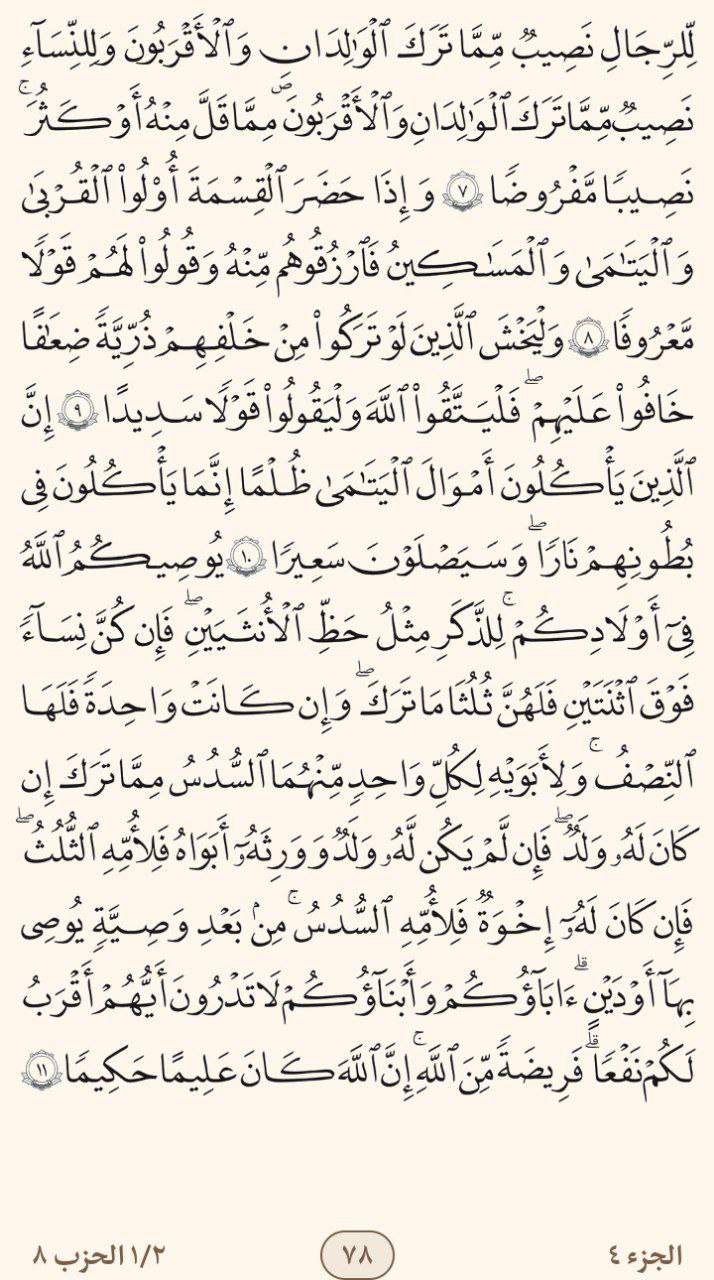 لِّلرِّجَالِ نَصِيبٌ مِّمَّا تَرَكَ ٱلْوَٰلِدَانِ وَٱلْأَقْرَبُونَ وَلِلنِّسَآءِ
نَصِيبٌ مِّمَّا تَرَكَ ٱلْوَٰلِدَانِ وَٱلْأَقْرَبُونَ مِمَّا قَلَّ مِنْهُ أَوْ كَثُرَ ۚ
نَصِيبًا مَّفْرُوضًا ٧ وَإِذَا حَضَرَ ٱلْقِسْمَةَ أُو۟لُوا۟ ٱلْقُرْبَىٰ
وَٱلْيَتَـٰمَىٰ وَٱلْمَسَـٰكِينُ فَٱرْزُقُوهُم مِّنْهُ وَقُولُوا۟ لَهُمْ قَوْلًا
مَّعْرُوفًا ٨ وَلْيَخْشَ ٱلَّذِينَ لَوْ تَرَكُوا۟ مِنْ خَلْفِهِمْ ذُرِّيَّةً ضِعَـٰفًا
خَافُوا۟ عَلَيْهِمْ ۖ فَلْيَتَّقُوا۟ ٱللَّهَ وَلْيَقُولُوا۟ قَوْلًا سَدِيدًا ٩ إِنَّ
ٱلَّذِينَ يَأْكُلُونَ أَمْوَالَ ٱلْيَتَـٰمَىٰ ظُلْمًا إِنَّمَا يَأْكُلُونَ فِى
بُطُونِهِمْ نَارًا ۖ وَسَيَصْلَوْنَ سَعِيرًا ١٠ يُوصِيكُمُ ٱللَّهُ
فِىٓ أَوْلَادِكُمْ ۚ لِلذَّكَرِ مِثْلُ حَظِّ ٱلْأُنثَيَيْنِ ۖ فَإِن كُنَّ نِسَآءً
فَوْقَ ٱثْنَتَيْنِ فَلَهُنَّ ثُلُثَا مَا تَرَكَ ۖ وَإِن كَانَتْ وَٰحِدَةً فَلَهَا
ٱلنِّصْفُ ۚ وَلِأَبَوَيْهِ لِكُلِّ وَٰحِدٍ مِّنْهُمَا ٱلسُّدُسُ مِمَّا تَرَكَ إِن
كَانَ لَهُۥ وَلَدٌ ۖ فَإِن لَّمْ يَكُن لَّهُۥ وَلَدٌ وَوَرِثَهُۥٓ أَبَوَاهُ فَلِأُمِّهِ ٱلثُّلُثُ ۖ
فَإِن كَانَ لَهُۥٓ إِخْوَةٌ فَلِأُمِّهِ ٱلسُّدُسُ ۚ مِنۢ بَعْدِ وَصِيَّةٍ يُوصِى
بِهَآ أَوْ دَيْنٍ ۗ ءَابَآؤُكُمْ وَأَبْنَآؤُكُمْ لَا تَدْرُونَ أَيُّهُمْ أَقْرَبُ
لَكُمْ نَفْعًا ۗ فَرِيضَةً مِّنَ ٱللَّهِ ۚ إِنَّ ٱللَّهَ كَانَ عَلِيمًا حَكِيمًا ١١
الجزء ٤ ٧٨ ١/٢ الحزب ٨